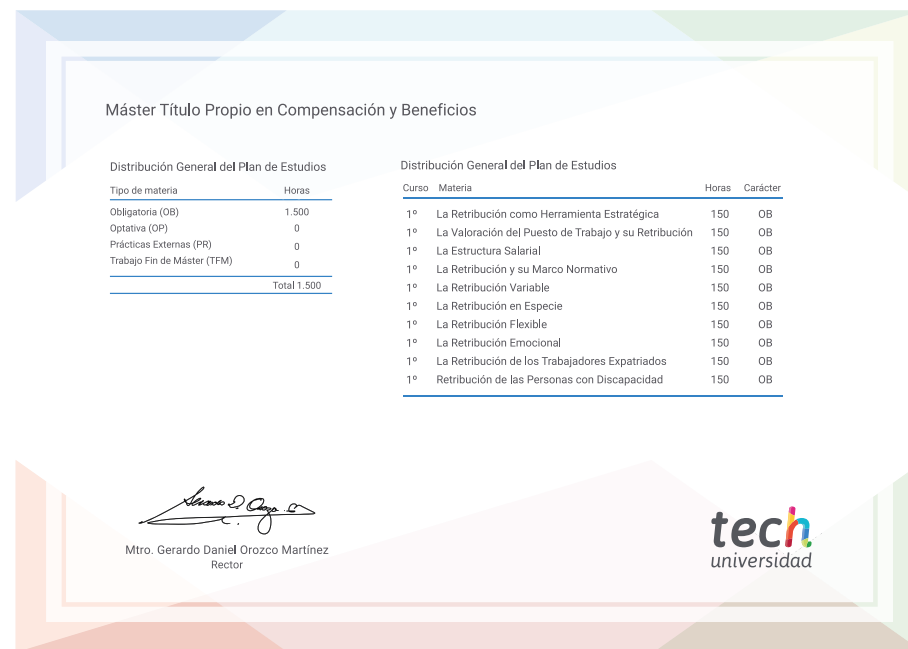 Máster Título Propio en Compensación y Beneficios
Distribución General del Plan de Estudios
Tipo de materia Horas
Obligatoria (OB) 1.500
Optativa (OP) 0
Prácticas Externas (PR) 0
Trabajo Fin de Máster (TFM) 0
Total 1.500
Distribución General del Plan de Estudios
Curso Materia Horas Carácter
1º La Retribución como Herramienta Estratégica 150 OB
1º La Valoración del Puesto de Trabajo y su Retribución 150 OB
1º La Estructura Salarial 150 OB
1º La Retribución y su Marco Normativo 150 OB
1º La Retribución Variable 150 OB
1º La Retribución en Especie 150 OB
1º La Retribución Flexible 150 OB
1º La Retribución Emocional 150 OB
1º La Retribución de los Trabajadores Expatriados 150 OB
1º Retribución de las Personas con Discapacidad 150 OB
Mtro. Gerardo Daniel Orozco Martínez
Rector
tech
universidad